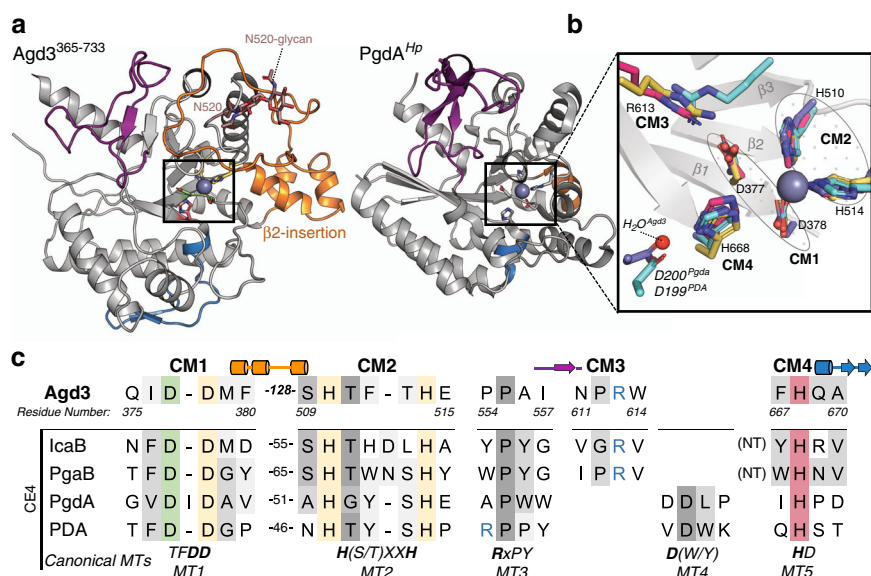 a
b
Agd3365-733
N520-glycan
N520
β2-insertion
PgdAHp
R613
CM3
β3
H510
CM2
β2
β1
D377
H514
D378
H2OAgd3
H668
CM4
CM1
D200Pgda
D199PDA
c
CM1 CM2 CM3 CM4
Agd3 Q I D - D M F -128- S H T F - T H E P P A I N P R W F H Q A
Residue Number: 375 380 509 515 554 557 611 614 667 670
CE4
IcaB N F D - D M D -55- S H T H D L H A Y P Y G V G R V (NT) Y H R V
PgaB T F D - D G Y -65- S H T W N S H Y W P Y G I P R V (NT) W H N V
PgdA G V D I D A V -51- A H G Y - S H E A P W W D D L P I H P D
PDA T F D - D G P -46- N H T Y - S H P R P P Y V D W K Q H S T
Canonical MTs TFDD H(S/T)XXH RxPY D(W/Y) HD
MT1 MT2 MT3 MT4 MT5